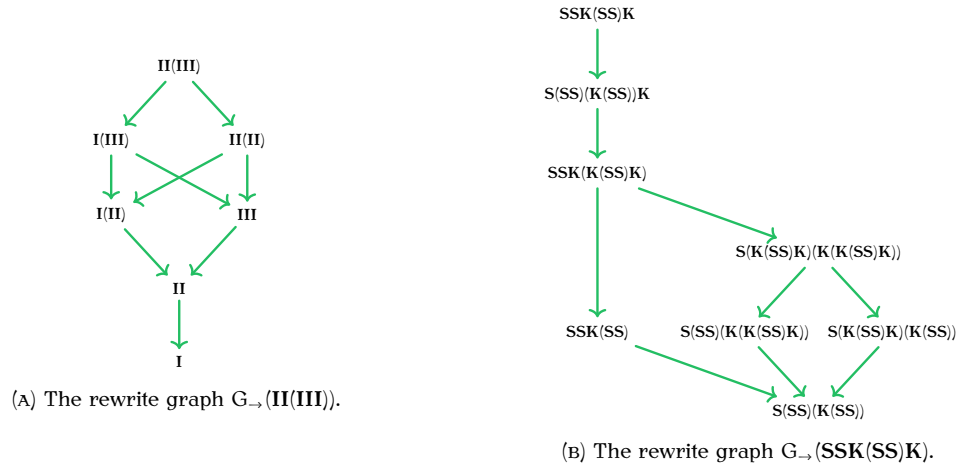 II(III)
I(III) II(II)
I(II) III
II
I
(A) The rewrite graph G→(II(III)).
SSK(SS)K
S(SS)(K(SS))K
SSK(K(SS)K)
S(K(SS)K)(K(K(SS)K))
SSK(SS) S(SS)(K(K(SS)K)) S(K(SS)K)(K(SS))
S(SS)(K(SS))
(B) The rewrite graph G→(SSK(SS)K).